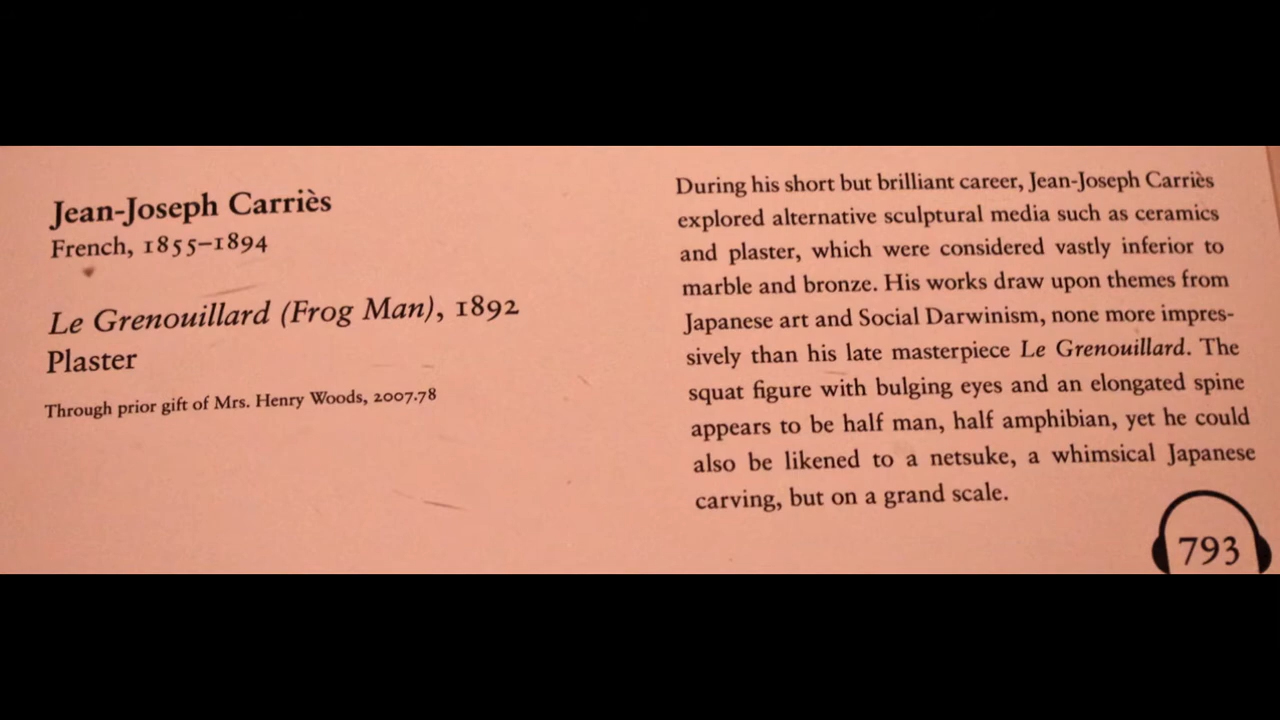 Jean-Joseph Carriès
French, 1855–1894
Le Grenouillard (Frog Man), 1892
Plaster
Through prior gift of Mrs. Henry Woods, 2007.78
During his short but brilliant career, Jean-Joseph Carriès
explored alternative sculptural media such as ceramics
and plaster, which were considered vastly inferior to
marble and bronze. His works draw upon themes from
Japanese art and Social Darwinism, none more impres-
sively than his late masterpiece Le Grenouillard. The
squat figure with bulging eyes and an elongated spine
appears to be half man, half amphibian, yet he could
also be likened to a netsuke, a whimsical Japanese
carving, but on a grand scale.
793